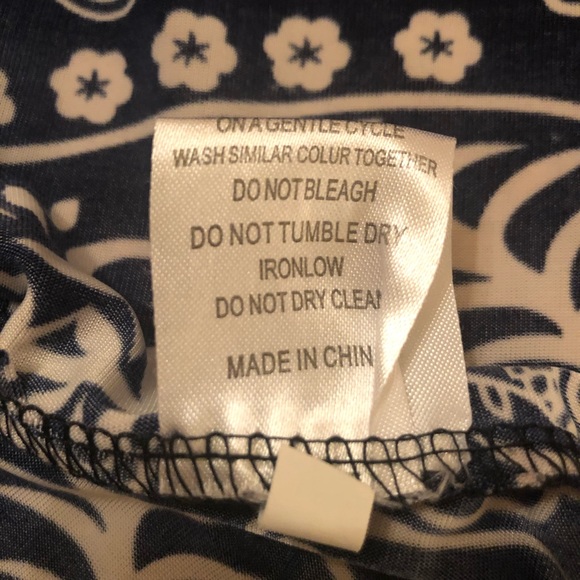 ON A GENTLE CYCLE
WASH SIMILAR COLUR TOGETHER
DO NOT BLEAGH
DO NOT TUMBLE DRY
IRONLOW
DO NOT DRY CLEAN
MADE IN CHIN